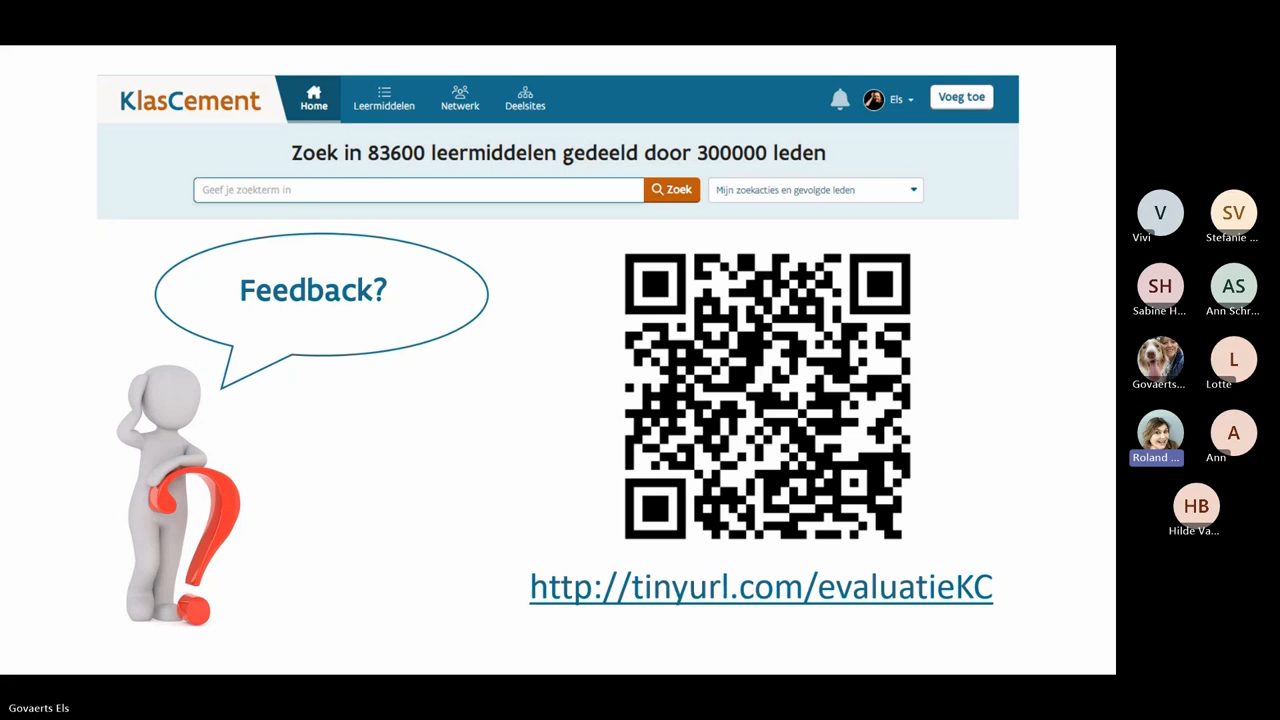 KlasCement
Home
Leermiddelen
Netwerk
Deelsites
Els
Voeg toe
Zoek in 83600 leermiddelen gedeeld door 300000 leden
Geef je zoekterm in
Zoek
Mijn zoekacties en gevolgde leden
Feedback?
http://tinyurl.com/evaluatieKC
V
Vivi
SV
Stefanie ...
SH
Sabine H...
AS
Ann Schr...
Govaerts...
L
Lotte
Roland ...
A
Ann
HB
Hilde Va...
Govaerts Els